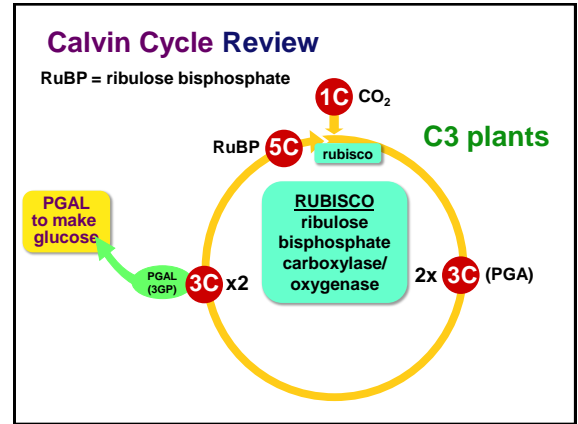 Calvin Cycle Review
RuBP = ribulose bisphosphate
1C CO₂
RuBP 5C
rubisco
C3 plants
PGAL
to make
glucose
RUBISCO
ribulose
bisphosphate
carboxylase/
oxygenase
PGAL
(3GP)
3C x2
2x 3C (PGA)